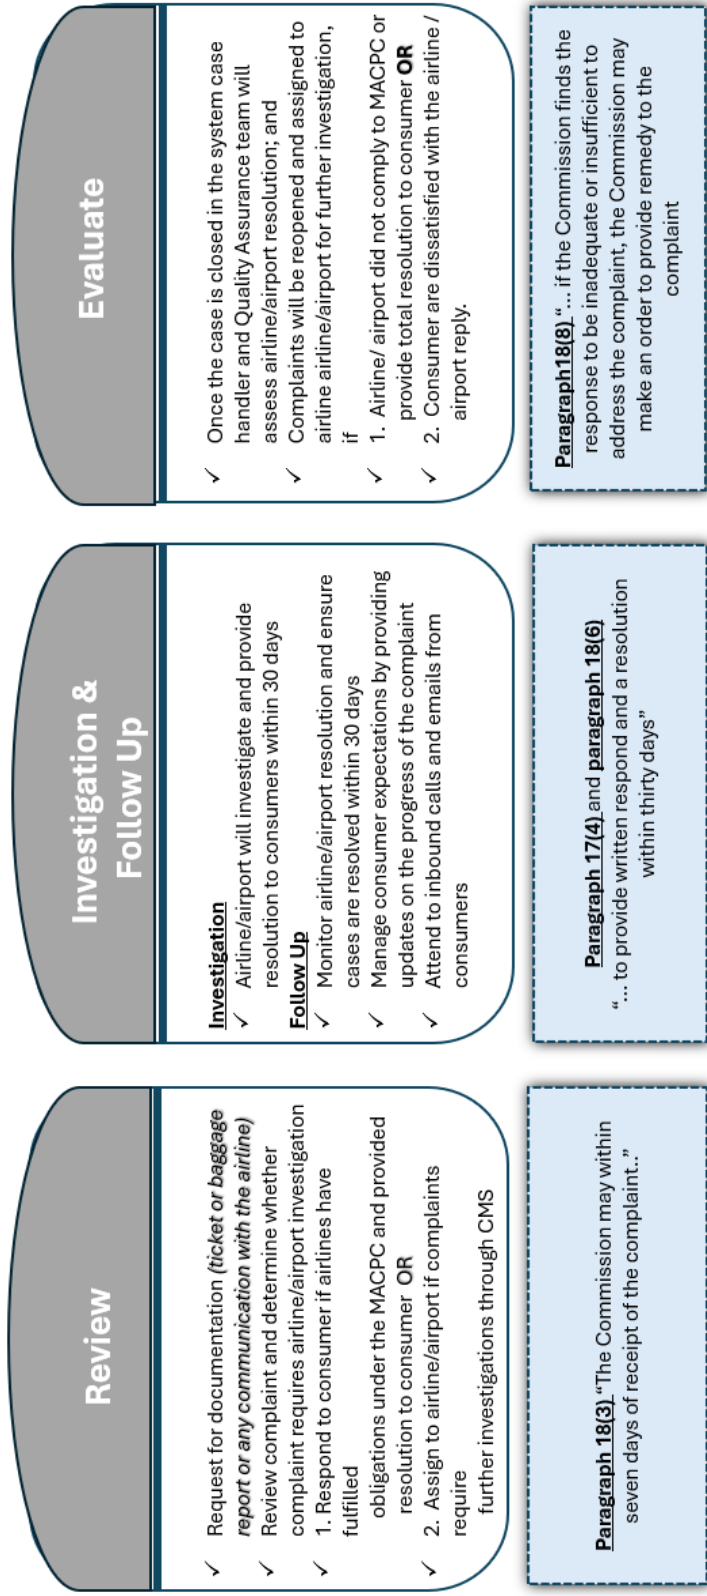 Review
✓ Request for documentation (ticket or baggage
report or any communication with the airline)
✓ Review complaint and determine whether
complaint requires airline/airport investigation
✓ 1. Respond to consumer if airlines have
fulfilled
obligations under the MACPC and provided
resolution to consumer OR
✓ 2. Assign to airline/airport if complaints
require
further investigations through CMS
Paragraph 18(3) “The Commission may within
seven days of receipt of the complaint..”
Investigation &
Follow Up
Investigation
✓ Airline/airport will investigate and provide
resolution to consumers within 30 days
Follow Up
✓ Monitor airline/airport resolution and ensure
cases are resolved within 30 days
✓ Manage consumer expectations by providing
updates on the progress of the complaint
✓ Attend to inbound calls and emails from
consumers
Paragraph 17(4) and paragraph 18(6)
“... to provide written respond and a resolution
within thirty days”
Evaluate
✓ Once the case is closed in the system case
handler and Quality Assurance team will
assess airline/airport resolution; and
✓ Complaints will be reopened and assigned to
airline airline/airport for further investigation,
if
✓ 1. Airline/ airport did not comply to MACPC or
provide total resolution to consumer OR
✓ 2. Consumer are dissatisfied with the airline /
airport reply.
Paragraph18(8) “... if the Commission finds the
response to be inadequate or insufficient to
address the complaint, the Commission may
make an order to provide remedy to the
complaint